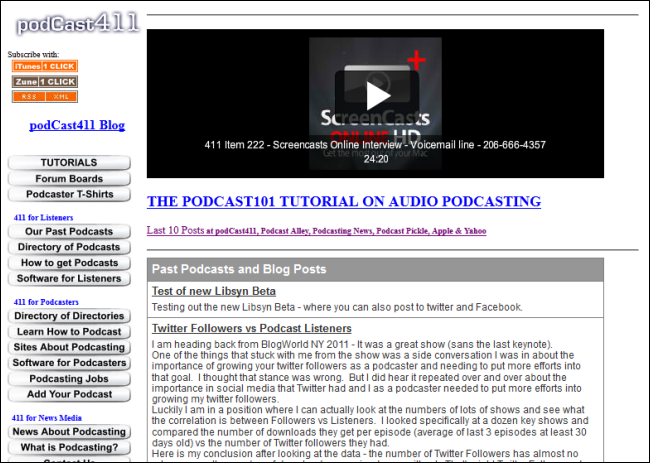 podCast411
Subscribe with:
iTunes 1 CLICK
Zune 1 CLICK
RSS XML
podCast411 Blog
TUTORIALS
Forum Boards
Podcaster T-Shirts
411 for Listeners
Our Past Podcasts
Directory of Podcasts
How to get Podcasts
Software for Listeners
411 for Podcasters
Directory of Directories
Learn How to Podcast
Sites About Podcasting
Software for Podcasters
Podcasting Jobs
Add Your Podcast
411 for News Media
News About Podcasting
What is Podcasting?
ScreenCasts
ONLINE HD
Get the most out of your Mac
411 Item 222 - Screencasts Online Interview - Voicemail line - 206-666-4357
24:20
THE PODCAST101 TUTORIAL ON AUDIO PODCASTING
Last 10 Posts at podCast411, Podcast Alley, Podcasting News, Podcast Pickle, Apple & Yahoo
Past Podcasts and Blog Posts
Test of new Libsyn Beta
Testing out the new Libsyn Beta - where you can also post to twitter and Facebook.
Twitter Followers vs Podcast Listeners
I am heading back from BlogWorld NY 2011 - It was a great show (sans the last keynote).
One of the things that stuck with me from the show was a side conversation I was in about the
importance of growing your twitter followers as a podcaster and needing to put more efforts into
that goal. I thought that stance was wrong. But I did hear it repeated over and over about the
importance in social media that Twitter had and I as a podcaster needed to put more efforts into
growing my twitter followers.
Luckily I am in a position where I can actually look at the numbers of lots of shows and see what
the correlation is between Followers vs Listeners. I looked specifically at a dozen key shows and
compared the number of downloads they get per episode (average of last 3 episodes at least 30
days old) vs the number of Twitter followers they had.
Here is my conclusion after looking at the data - the number of Twitter Followers has almost no